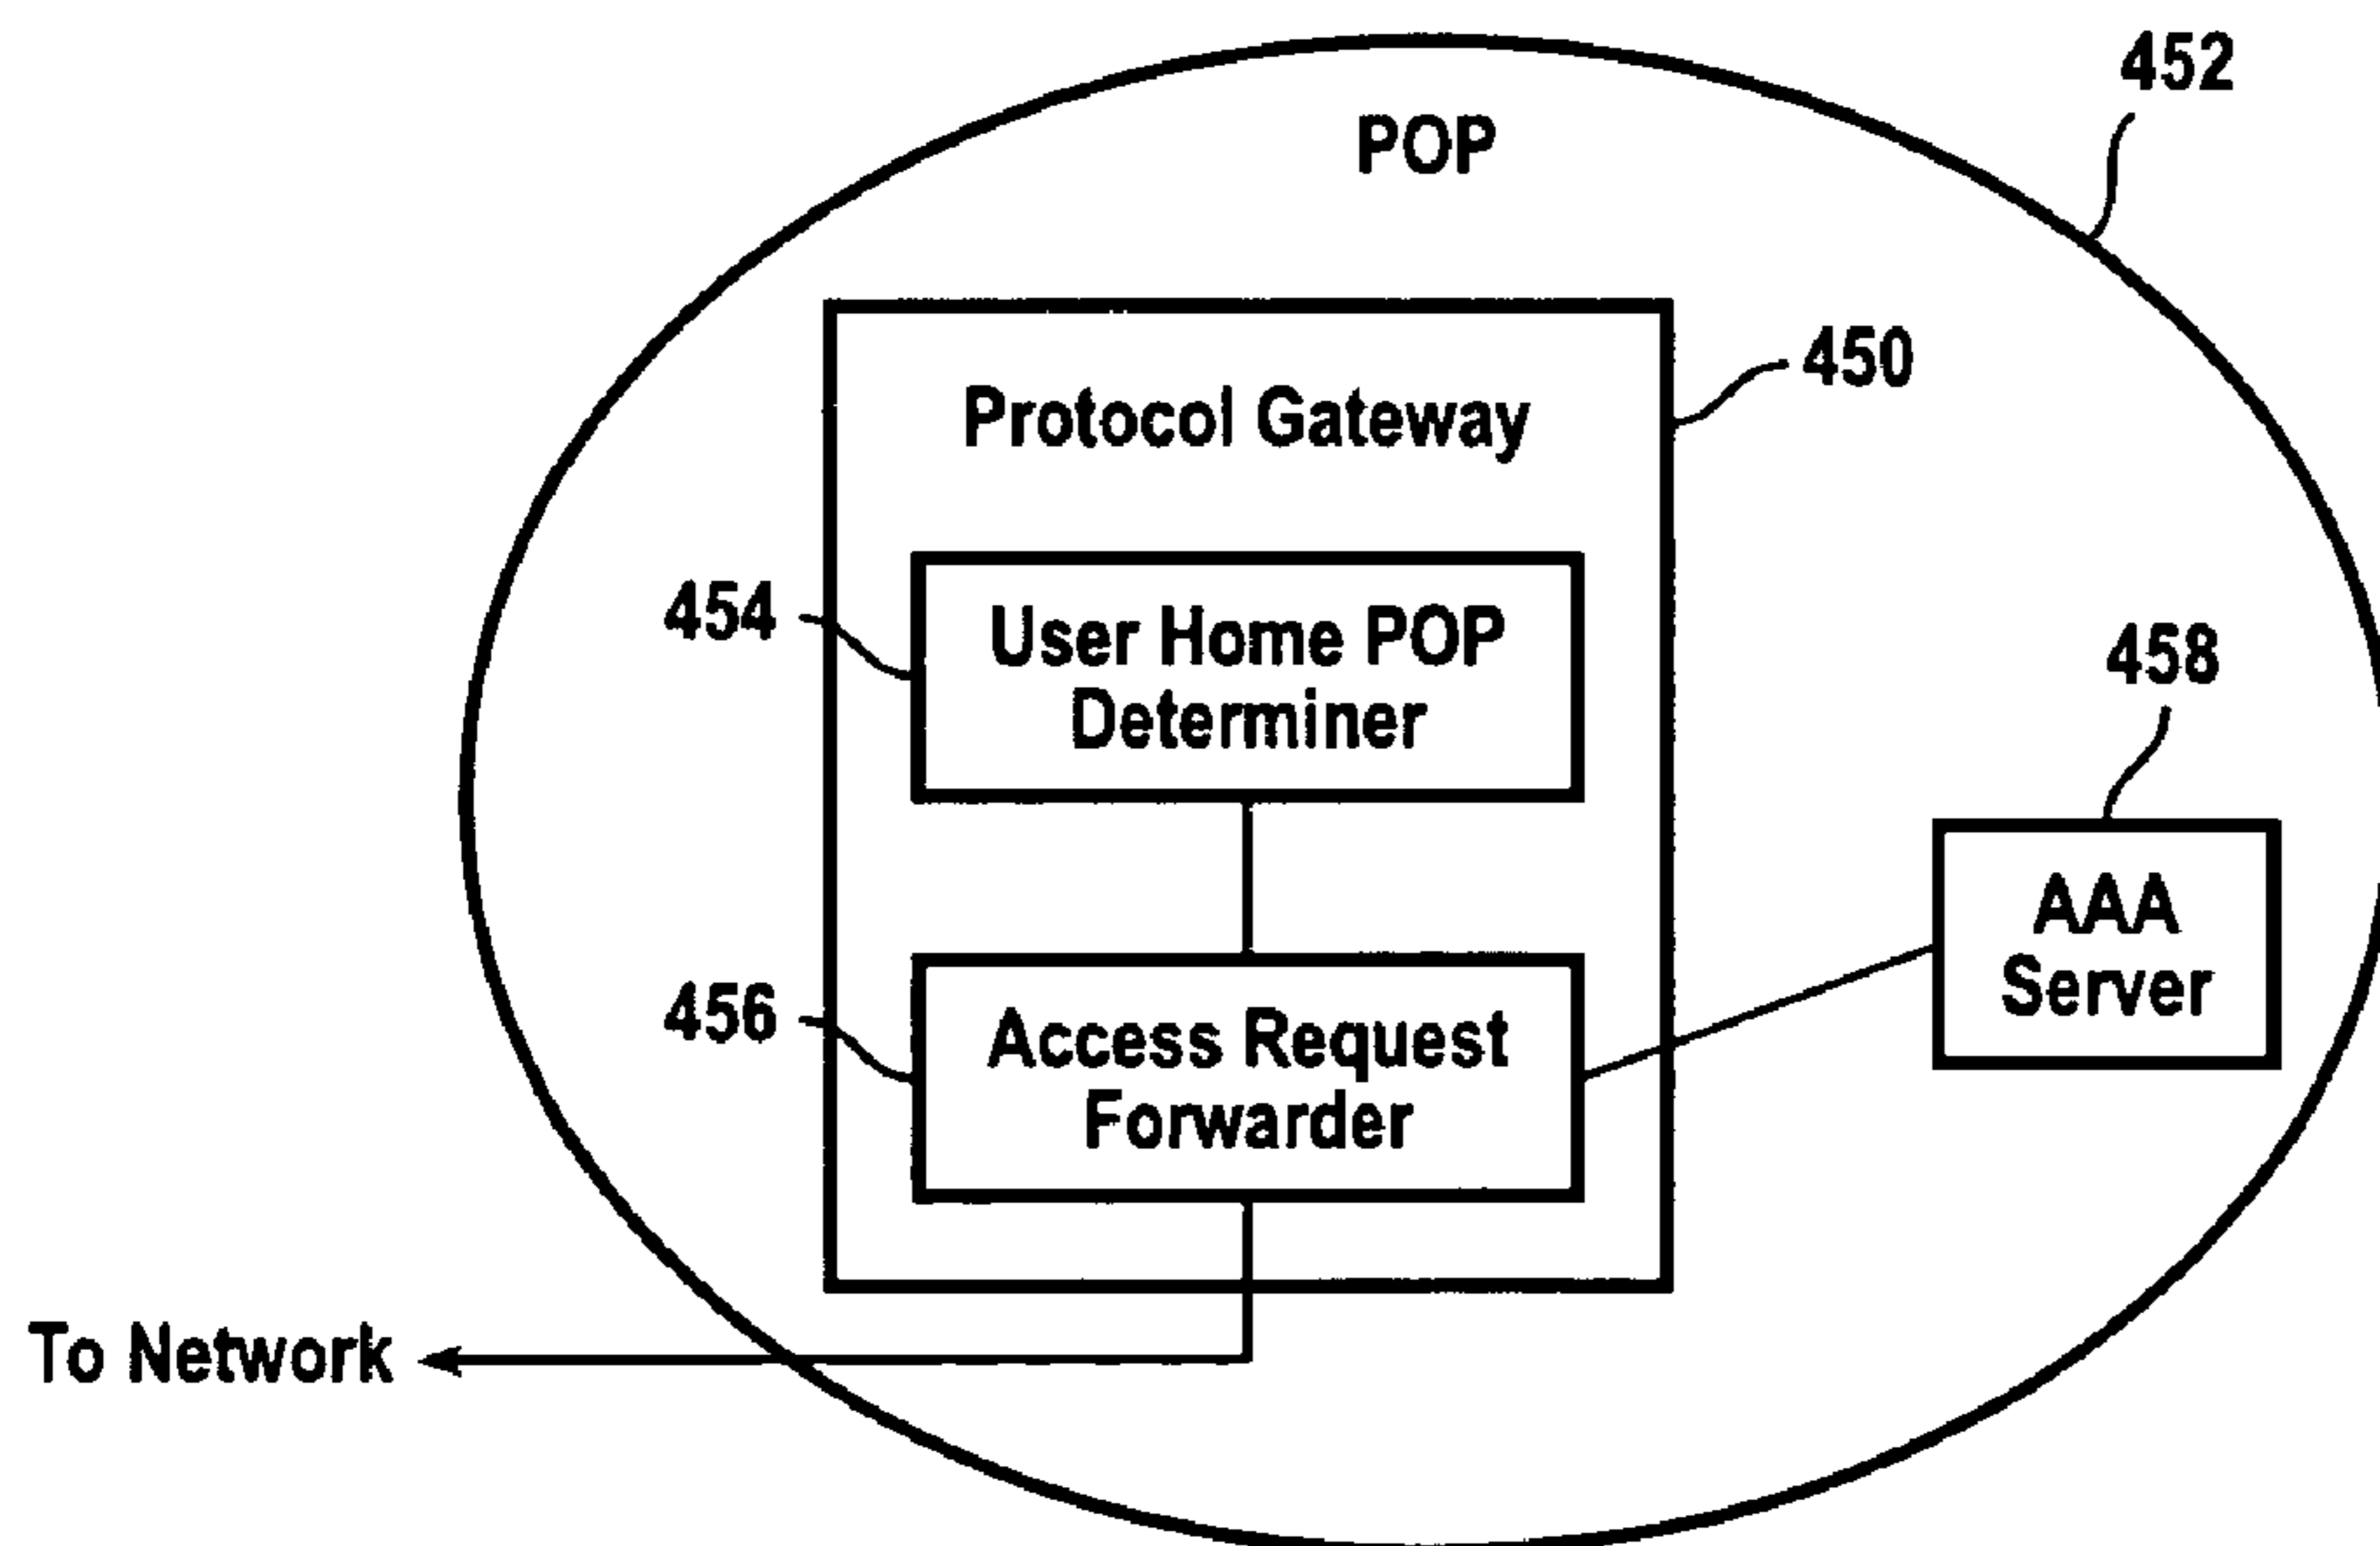 452
POP
450
Protocol Gateway
454
User Home POP
Determiner
458
AAA
Server
456
Access Request
Forwarder
To Network